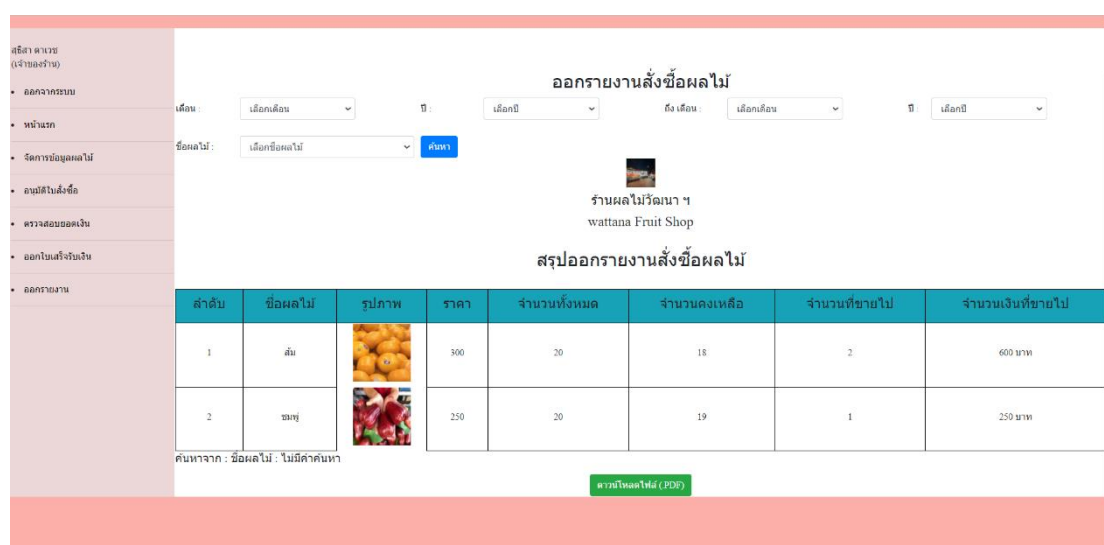 สุธิสา ดาเวช
(เจ้าของร้าน)
ออกจากระบบ
หน้าแรก
จัดการข้อมูลผลไม้
อนุมัติใบสั่งซื้อ
ตรวจสอบยอดเงิน
ออกใบเสร็จรับเงิน
ออกรายงาน
ออกรายงานสั่งซื้อผลไม้
เดือน : เลือกเดือน ปี : เลือกปี ถึง เดือน : เลือกเดือน ปี : เลือกปี
ชื่อผลไม้ : เลือกชื่อผลไม้ ค้นหา
ร้านผลไม้วัฒนา ฯ
wattana Fruit Shop
สรุปออกรายงานสั่งซื้อผลไม้
ลำดับ ชื่อผลไม้ รูปภาพ ราคา จำนวนทั้งหมด จำนวนคงเหลือ จำนวนที่ขายไป จำนวนเงินที่ขายไป
1 ส้ม 300 20 18 2 600 บาท
2 ชมพู่ 250 20 19 1 250 บาท
ค้นหาจาก : ชื่อผลไม้ : ไม่มีคำค้นหา
ดาวน์โหลดไฟล์ (.PDF)